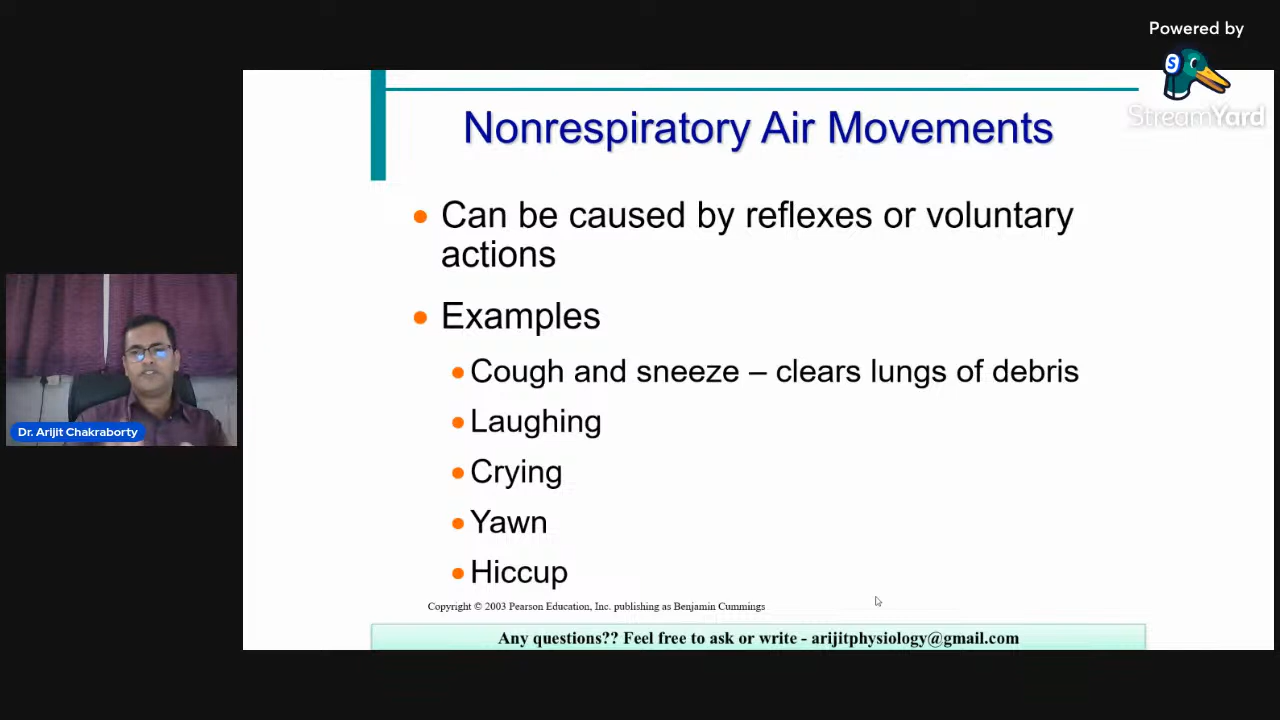 Powered by
StreamYard
Nonrespiratory Air Movements
Can be caused by reflexes or voluntary
actions
Examples
Cough and sneeze – clears lungs of debris
Laughing
Crying
Yawn
Hiccup
Dr. Arijit Chakraborty
Copyright © 2003 Pearson Education, Inc. publishing as Benjamin Cummings
Any questions?? Feel free to ask or write - arijitphysiology@gmail.com